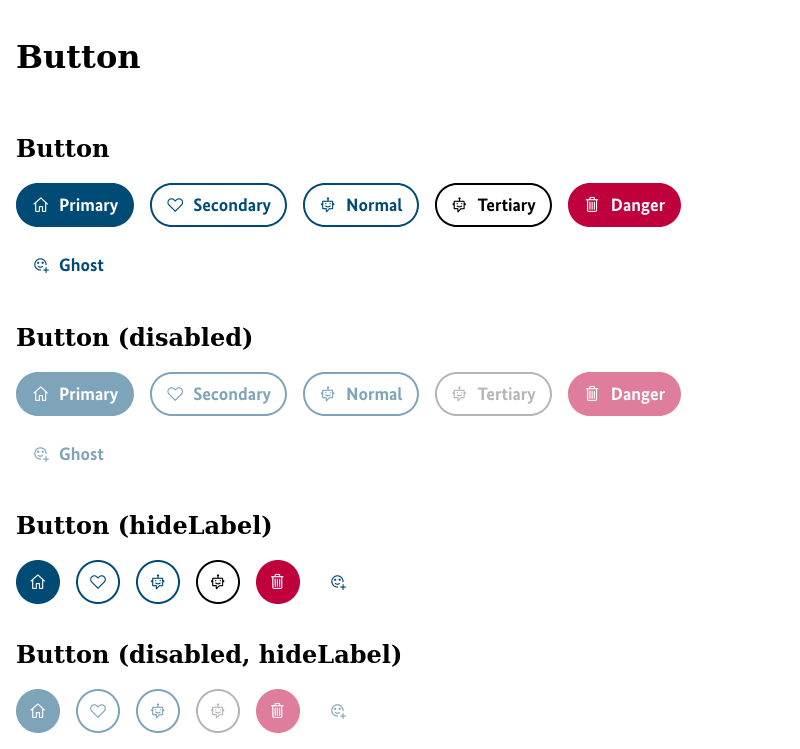 Button
Button
Primary Secondary Normal Tertiary Danger
Ghost
Button (disabled)
Primary Secondary Normal Tertiary Danger
Ghost
Button (hideLabel)
Button (disabled, hideLabel)